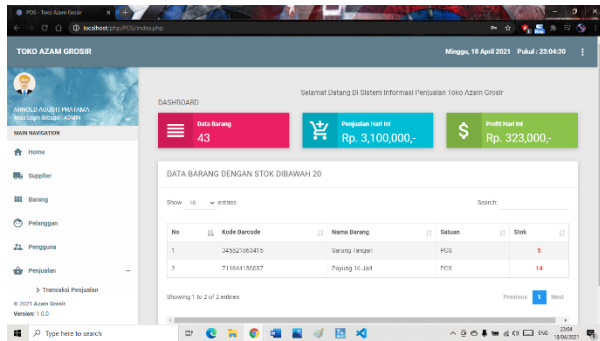 POS - Toko Azam Grosir
localhost/php/POS/index.php
TOKO AZAM GROSIR
Minggu, 18 April 2021 Pukul : 23:04:30
ARNOLD AGUSTI PRATAMA
Anda Login Sebagai : ADMIN
MAIN NAVIGATION
Home
Supplier
Barang
Pelanggan
Pengguna
Penjualan
> Transaksi Penjualan
© 2021 Azam Grosir
Version: 1.0.0
Selamat Datang Di Sistem Informasi Penjualan Toko Azam Grosir
DASHBOARD
Data Barang
43
Penjualan Hari Ini
Rp. 3,100,000,-
Profit Hari Ini
Rp. 323,000,-
DATA BARANG DENGAN STOK DIBAWAH 20
Show 10 entries Search:
No Kode Barcode Nama Barang Satuan Stok
1 Sarung Tangan PCS 5
2 PCS 14
Showing 1 to 2 of 2 entries
Previous 1 Next
Type here to search
ENG
23:04
18/04/2021